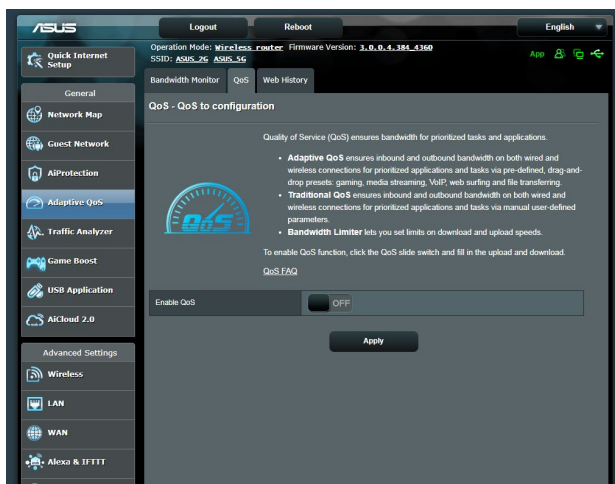 ASUS
Logout
Reboot
English
Operation Mode: Wireless router Firmware Version: 3.0.0.4.384_4360
SSID: ASUS_2G ASUS_5G
App
Quick Internet
Setup
General
Network Map
Guest Network
AiProtection
Adaptive QoS
Traffic Analyzer
Game Boost
USB Application
AiCloud 2.0
Advanced Settings
Wireless
LAN
WAN
Alexa & IFTTT
Bandwidth Monitor
QoS
Web History
QoS - QoS to configuration
Quality of Service (QoS) ensures bandwidth for prioritized tasks and applications.
• Adaptive QoS ensures inbound and outbound bandwidth on both wired and
wireless connections for prioritized applications and tasks via pre-defined, drag-and-
drop presets: gaming, media streaming, VoIP, web surfing and file transferring.
• Traditional QoS ensures inbound and outbound bandwidth on both wired and
wireless connections for prioritized applications and tasks via manual user-defined
parameters.
• Bandwidth Limiter lets you set limits on download and upload speeds.
To enable QoS function, click the QoS slide switch and fill in the upload and download.
QoS FAQ
QoS
Enable QoS
OFF
Apply